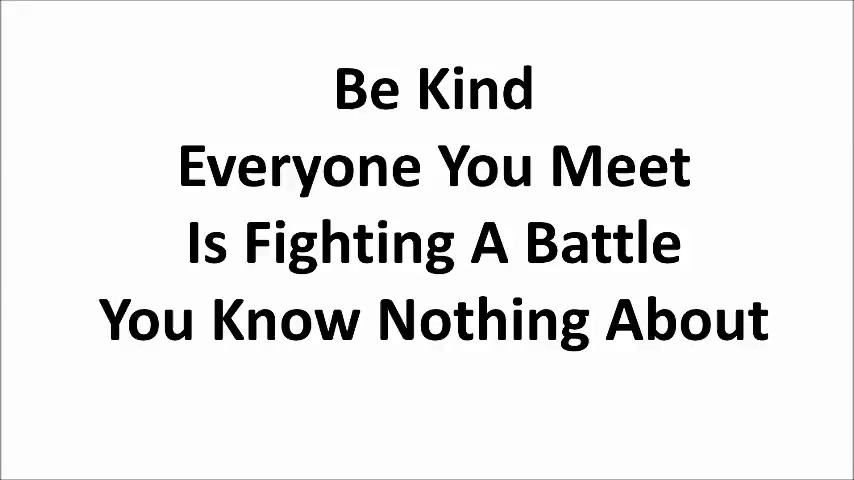 Be Kind
Everyone You Meet
Is Fighting A Battle
You Know Nothing About